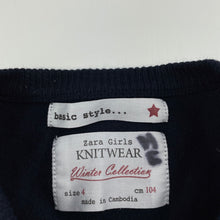 basic style...
Zara Girls
KNITWEAR
Winter Collection
size 4 cm 104
made in Cambodia